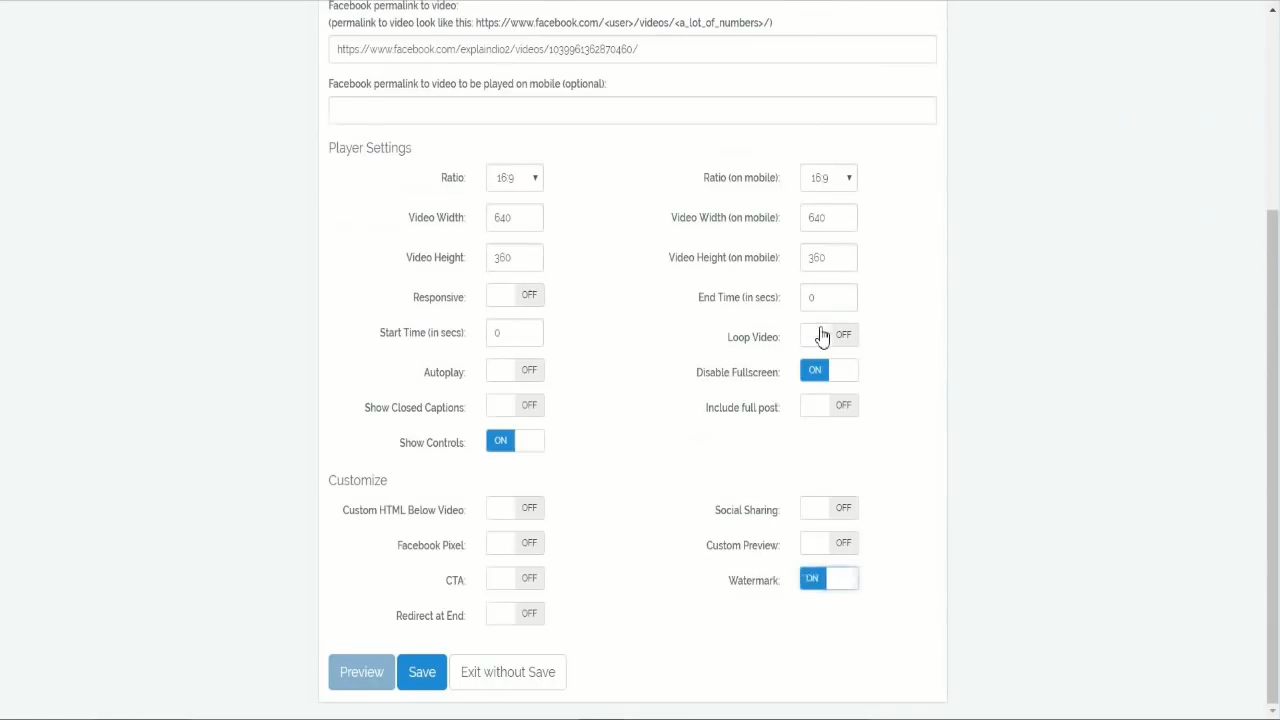 Facebook permalink to video:
(permalink to video look like this: https://www.facebook.com/<user>/videos/<a_lot_of_numbers>/)
https://www.facebook.com/explaindio2/videos/1039961362870460/
Facebook permalink to video to be played on mobile (optional):
Player Settings
Ratio: 16:9 Ratio (on mobile): 16:9
Video Width: 640 Video Width (on mobile): 640
Video Height: 360 Video Height (on mobile): 360
Responsive: OFF End Time (in secs): 0
Start Time (in secs): 0 Loop Video: OFF
Autoplay: OFF Disable Fullscreen: ON
Show Closed Captions: OFF Include full post: OFF
Show Controls: ON
Customize
Custom HTML Below Video: OFF Social Sharing: OFF
Facebook Pixel: OFF Custom Preview: OFF
CTA: OFF Watermark: ON
Redirect at End: OFF
Preview Save Exit without Save